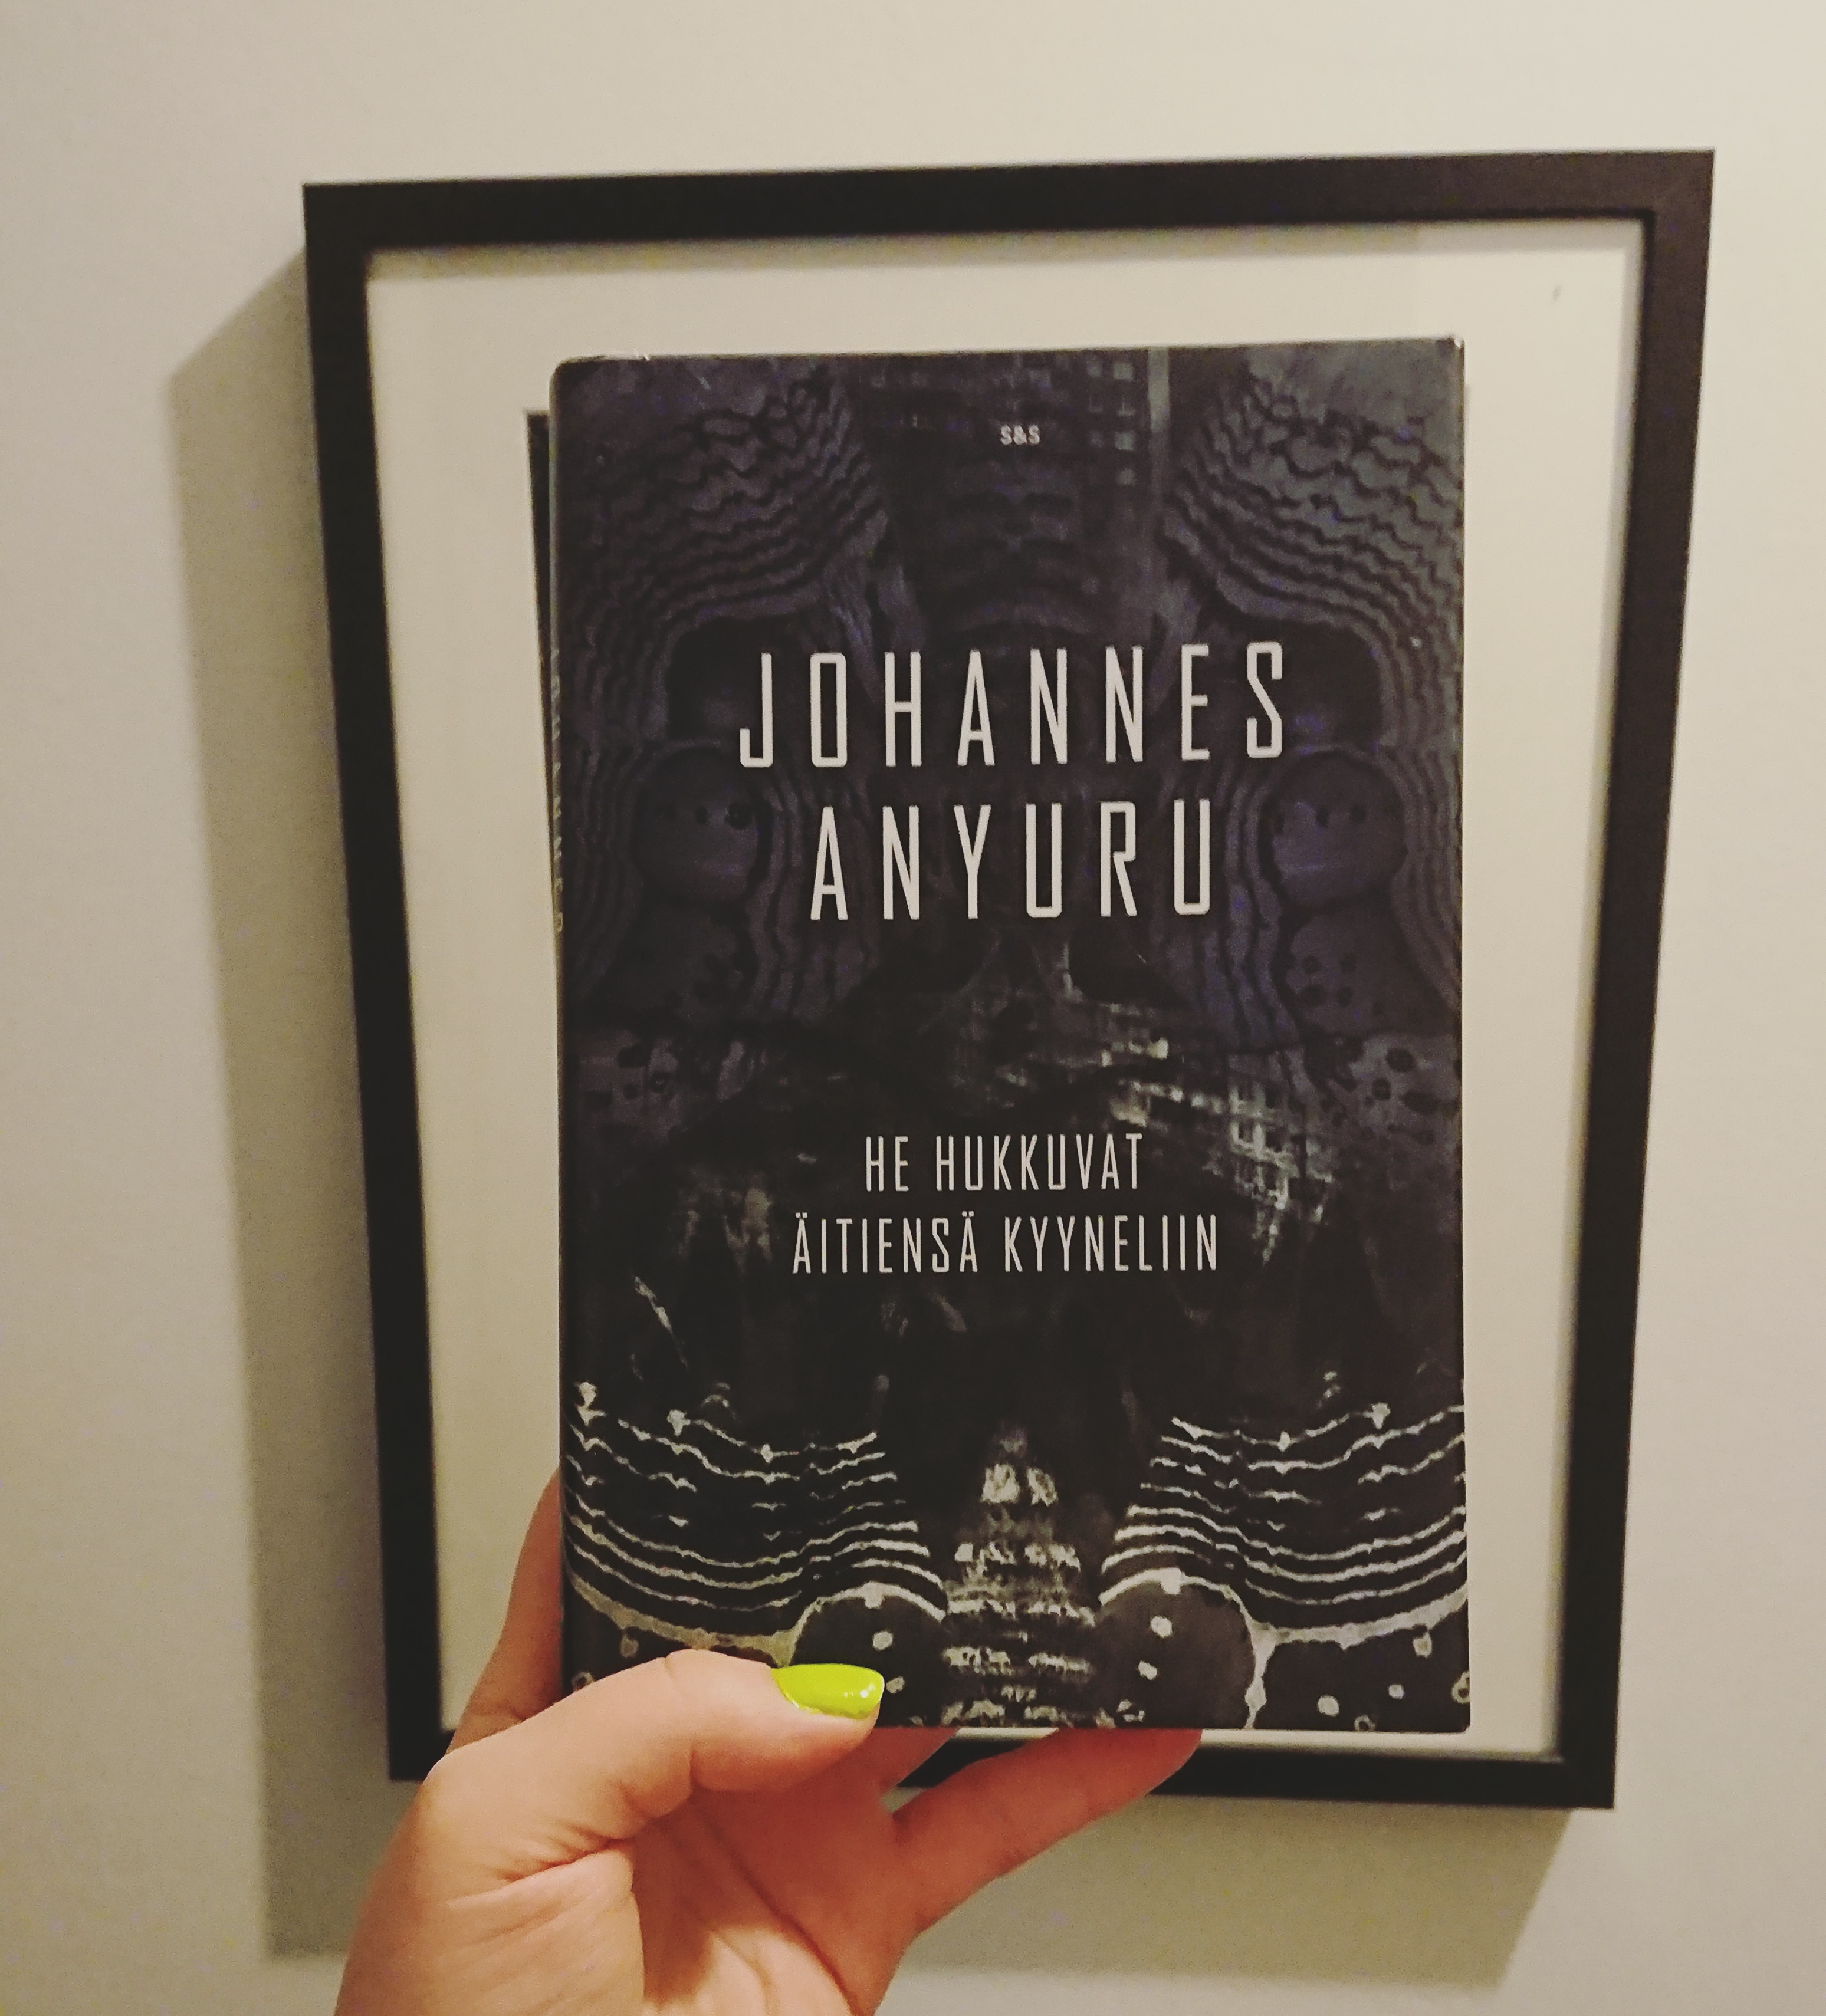 S&S
JOHANNES
ANYURU
HE HUKKUVAT
ÄITIENSÄ KYYNELIIN